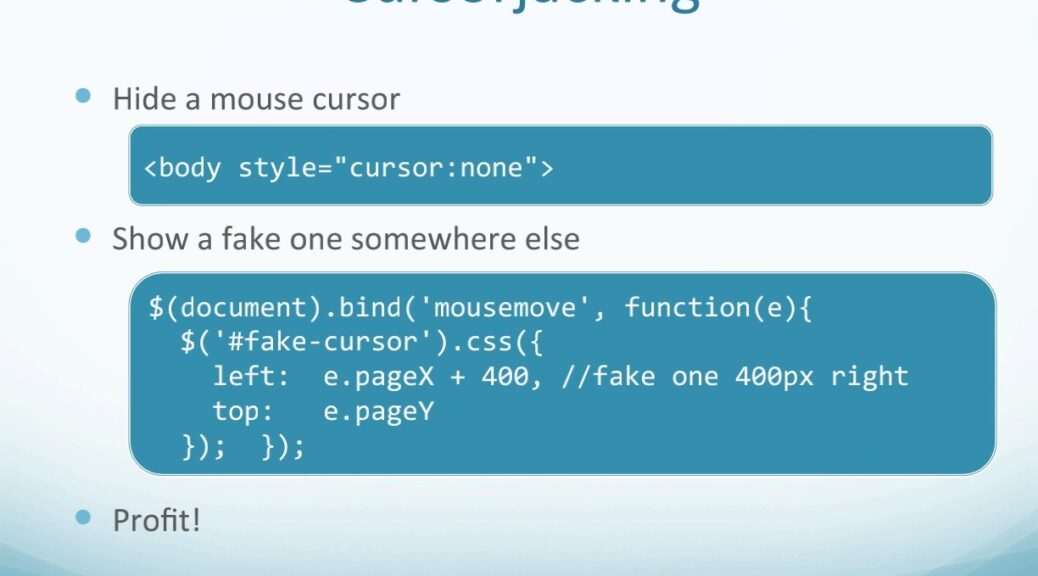 Hide a mouse cursor
<body style="cursor:none">
Show a fake one somewhere else
$(document).bind('mousemove', function(e){
$('#fake-cursor').css({
left: e.pageX + 400, //fake one 400px right
top: e.pageY
}); });
Profit!